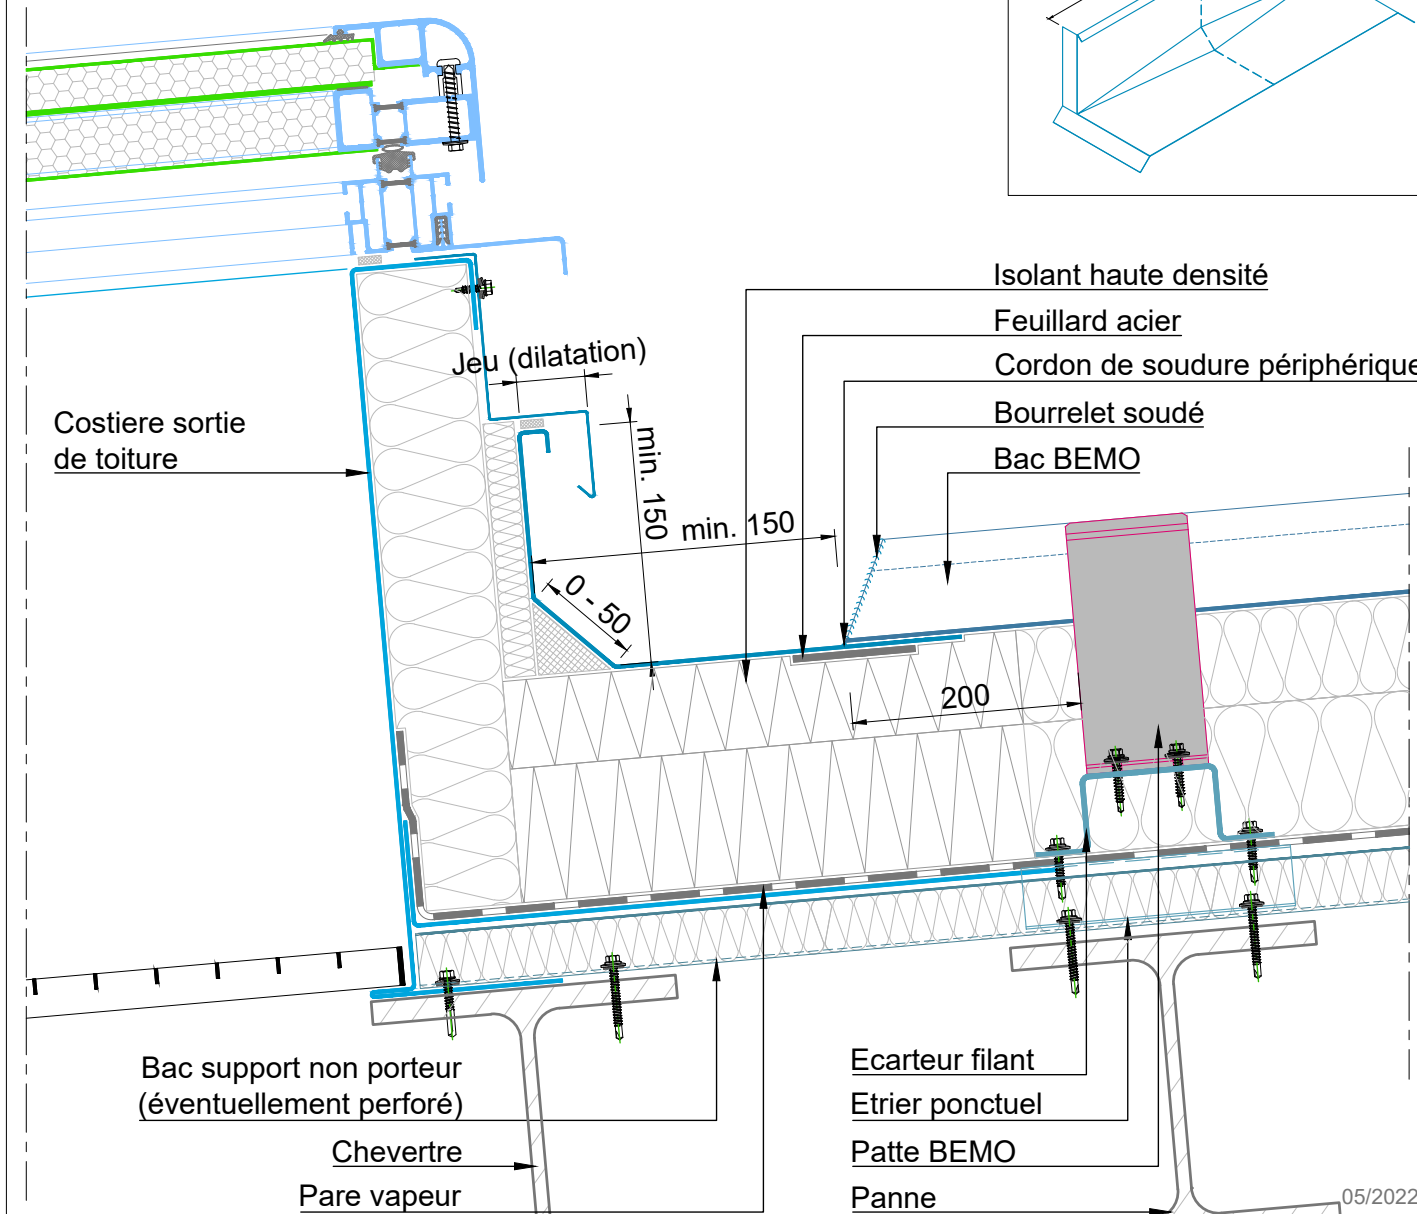 Isolant haute densité
Feuillard acier
Cordon de soudure périphérique
Bourrelet soudé
Bac BEMO
Jeu (dilatation)
Costiere sortie
de toiture
min. 150
min. 150
0 - 50
200
Bac support non porteur
(éventuellement perforé)
Chevertre
Pare vapeur
Ecarteur filant
Etrier ponctuel
Patte BEMO
Panne
05/2022